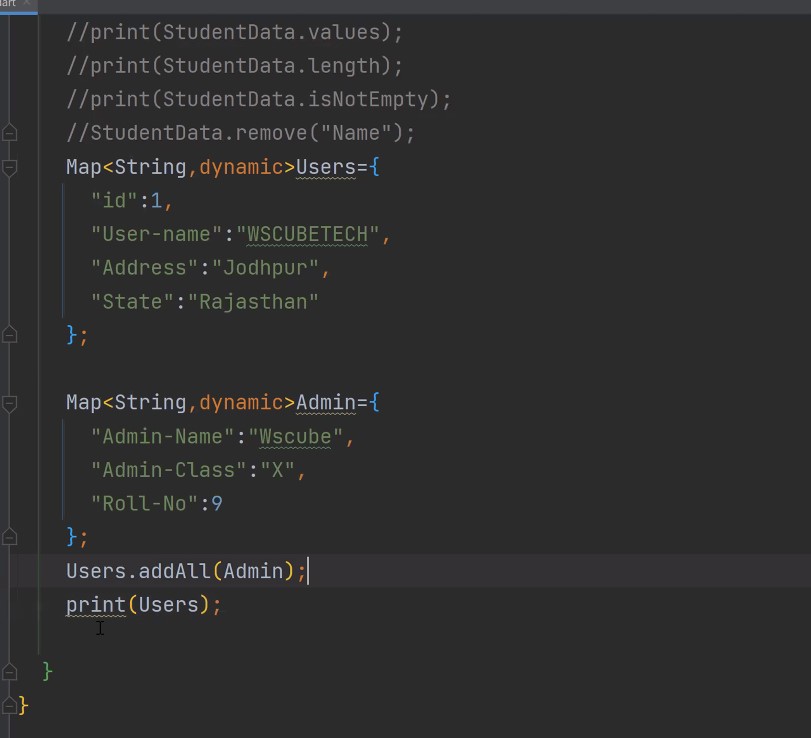 art
//print(StudentData.values);
//print(StudentData.length);
//print(StudentData.isNotEmpty);
//StudentData.remove("Name");
Map<String,dynamic>Users={
"id":1,
"User-name":"WSCUBETECH",
"Address":"Jodhpur",
"State":"Rajasthan"
};
Map<String,dynamic>Admin={
"Admin-Name":"Wscube",
"Admin-Class":"X",
"Roll-No":9
};
Users.addAll(Admin);
print(Users);
}
}